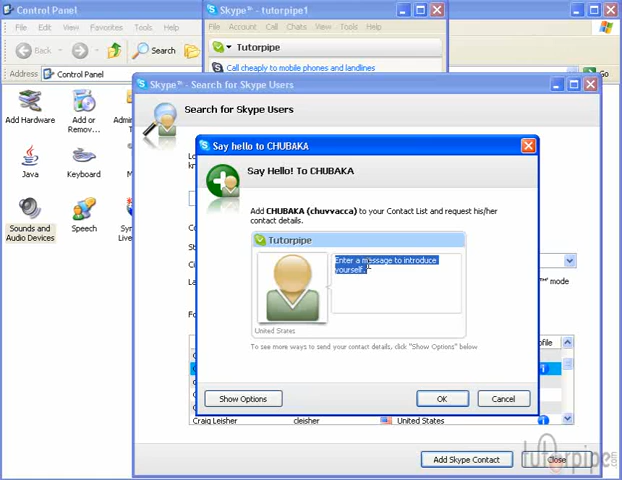 Control Panel
Skype™ - tutorpipe1
File Edit View Favorites Tools
File Account Call Chats View Tools
Back Search
Tutorpipe
Call cheaply to mobile phones and landlines
Address Control Panel
Go
Skype™ - Search for Skype Users
Search for Skype Users
Add Hardware
Add or
Remov...
Java
Keyboard
Sounds and
Audio Devices
Speech
Say hello to CHUBAKA
Say Hello! To CHUBAKA
Add CHUBAKA (chuvvacca) to your Contact List and request his/her
contact details.
Tutorpipe
Enter a message to introduce
yourself.
United States
To see more ways to send your contact details, click "Show Options" below
™ mode
Show Options
OK
Cancel
Craig Leisher cleisher United States
Add Skype Contact
Close
tutorpipe.com